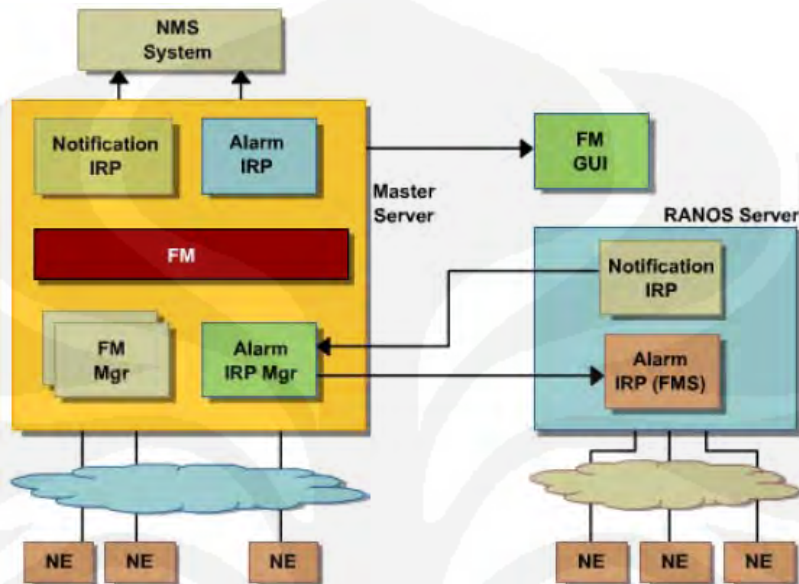 NMS
System
Notification
IRP
Alarm
IRP
Master
Server
FM
GUI
RANOS Server
FM
Notification
IRP
FM
Mgr
Alarm
IRP Mgr
Alarm
IRP (FMS)
NE
NE
NE
NE
NE
NE